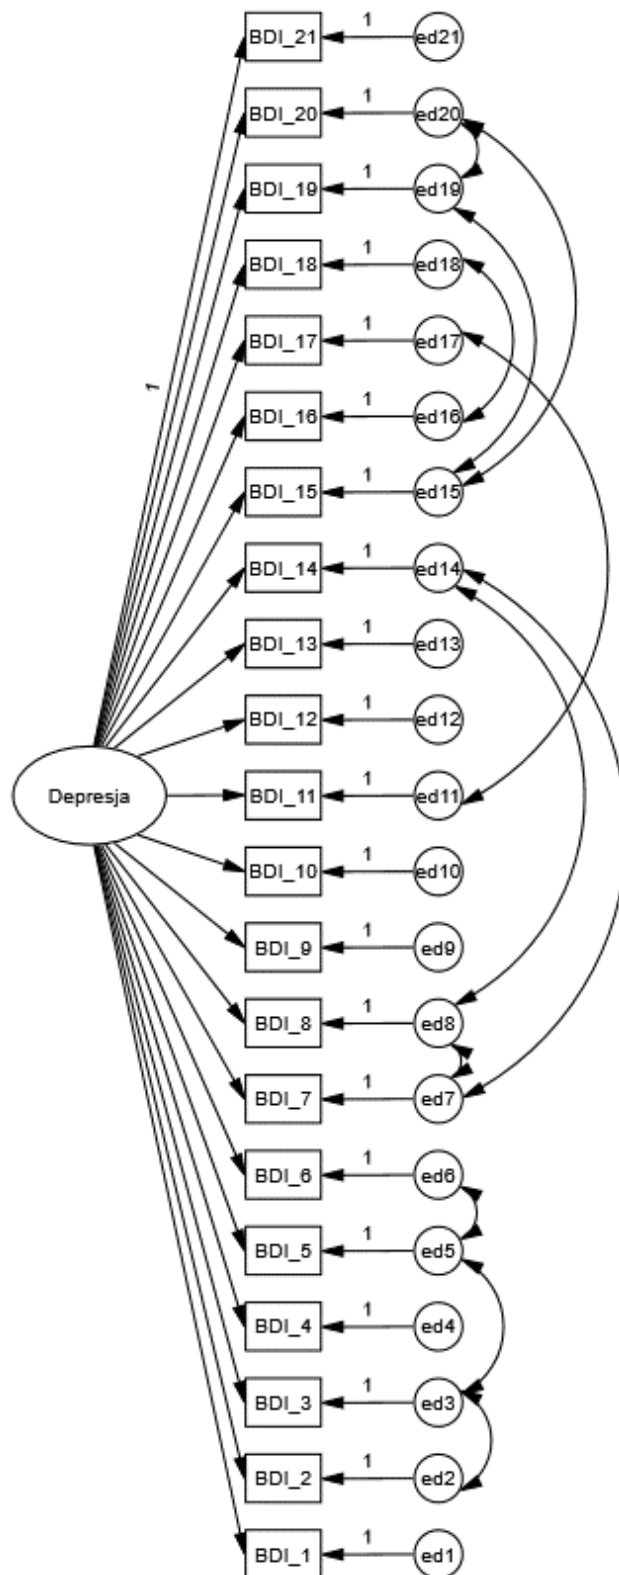 BDI_21 1 ed21
BDI_20 1 ed20
BDI_19 1 ed19
BDI_18 1 ed18
BDI_17 1 ed17
1
BDI_16 1 ed16
BDI_15 1 ed15
BDI_14 1 ed14
BDI_13 1 ed13
BDI_12 1 ed12
Depresja
BDI_11 1 ed11
BDI_10 1 ed10
BDI_9 1 ed9
BDI_8 1 ed8
BDI_7 1 ed7
BDI_6 1 ed6
BDI_5 1 ed5
BDI_4 1 ed4
BDI_3 1 ed3
BDI_2 1 ed2
BDI_1 1 ed1